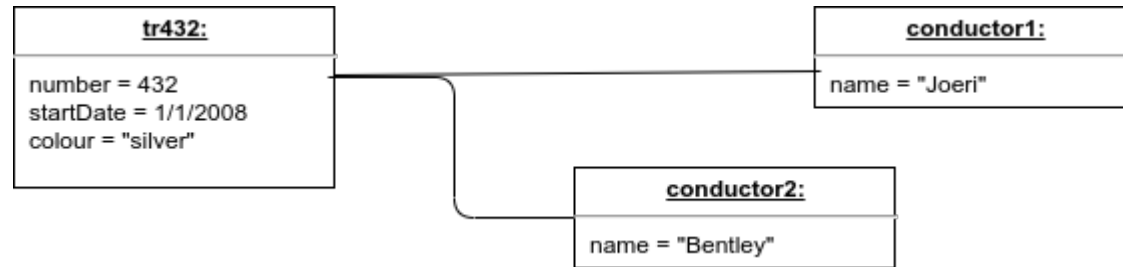 tr432:
number = 432
startDate = 1/1/2008
colour = "silver"
conductor1:
name = "Joeri"
conductor2:
name = "Bentley"